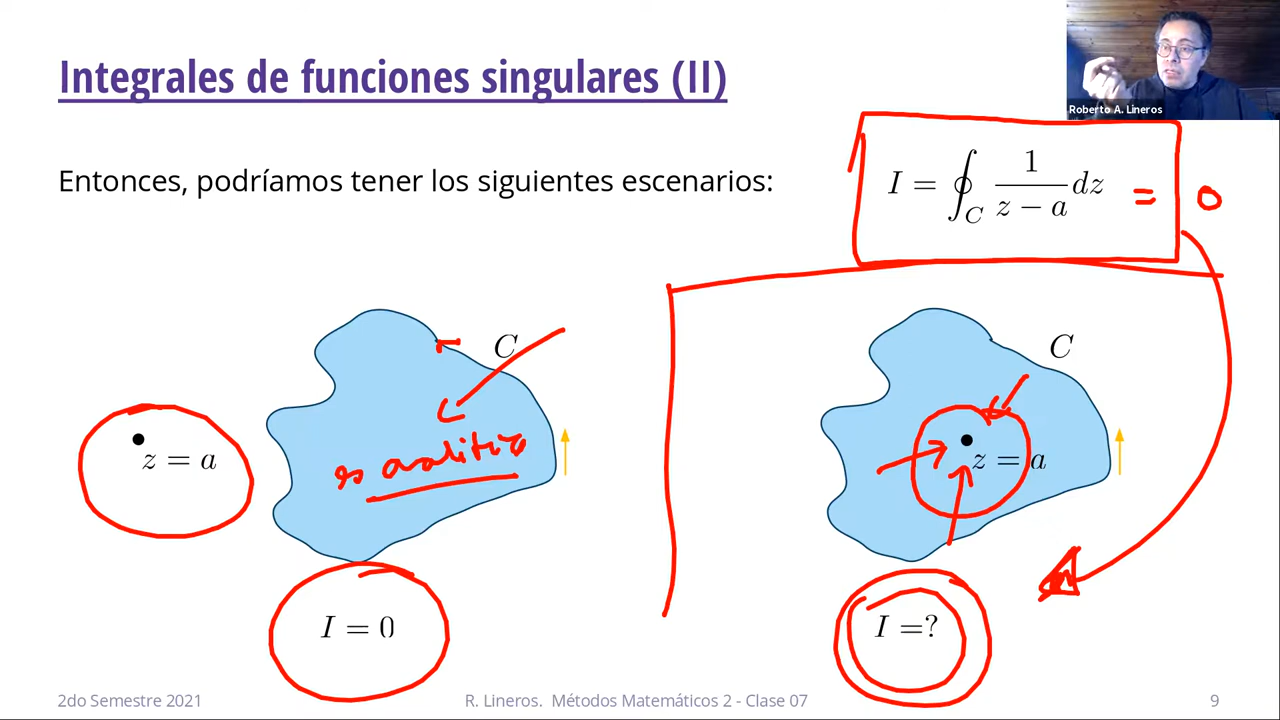 Integrales de funciones singulares (II)
Roberto A. Lineros
Entonces, podríamos tener los siguientes escenarios:
I = ∮_C 1/(z − a) dz = 0
C
C
z = a
es analitica
z = a
I = 0
I =?
2do Semestre 2021
R. Lineros. Métodos Matemáticos 2 - Clase 07
9